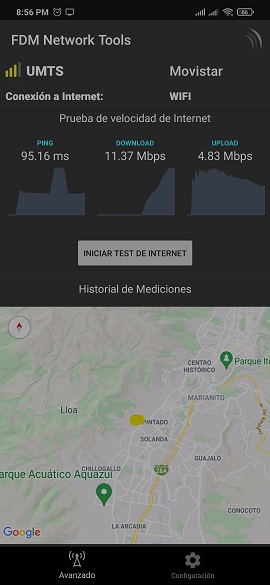 8:56 PM
66
FDM Network Tools
UMTS Movistar
Conexión a Internet: WIFI
Prueba de velocidad de Internet
PING DOWNLOAD UPLOAD
95.16 ms 11.37 Mbps 4.83 Mbps
INICIAR TEST DE INTERNET
Historial de Mediciones
CENTRO
HISTÓRICO
Parque It
MARIANITO
Lloa
PINTADO
SOLANDA
GUAJALO
CHILLOGALLO
28A
Parque Acuático Aquazul
CONOCOTO
LA ARCADIA
Google
Avanzado Configuración